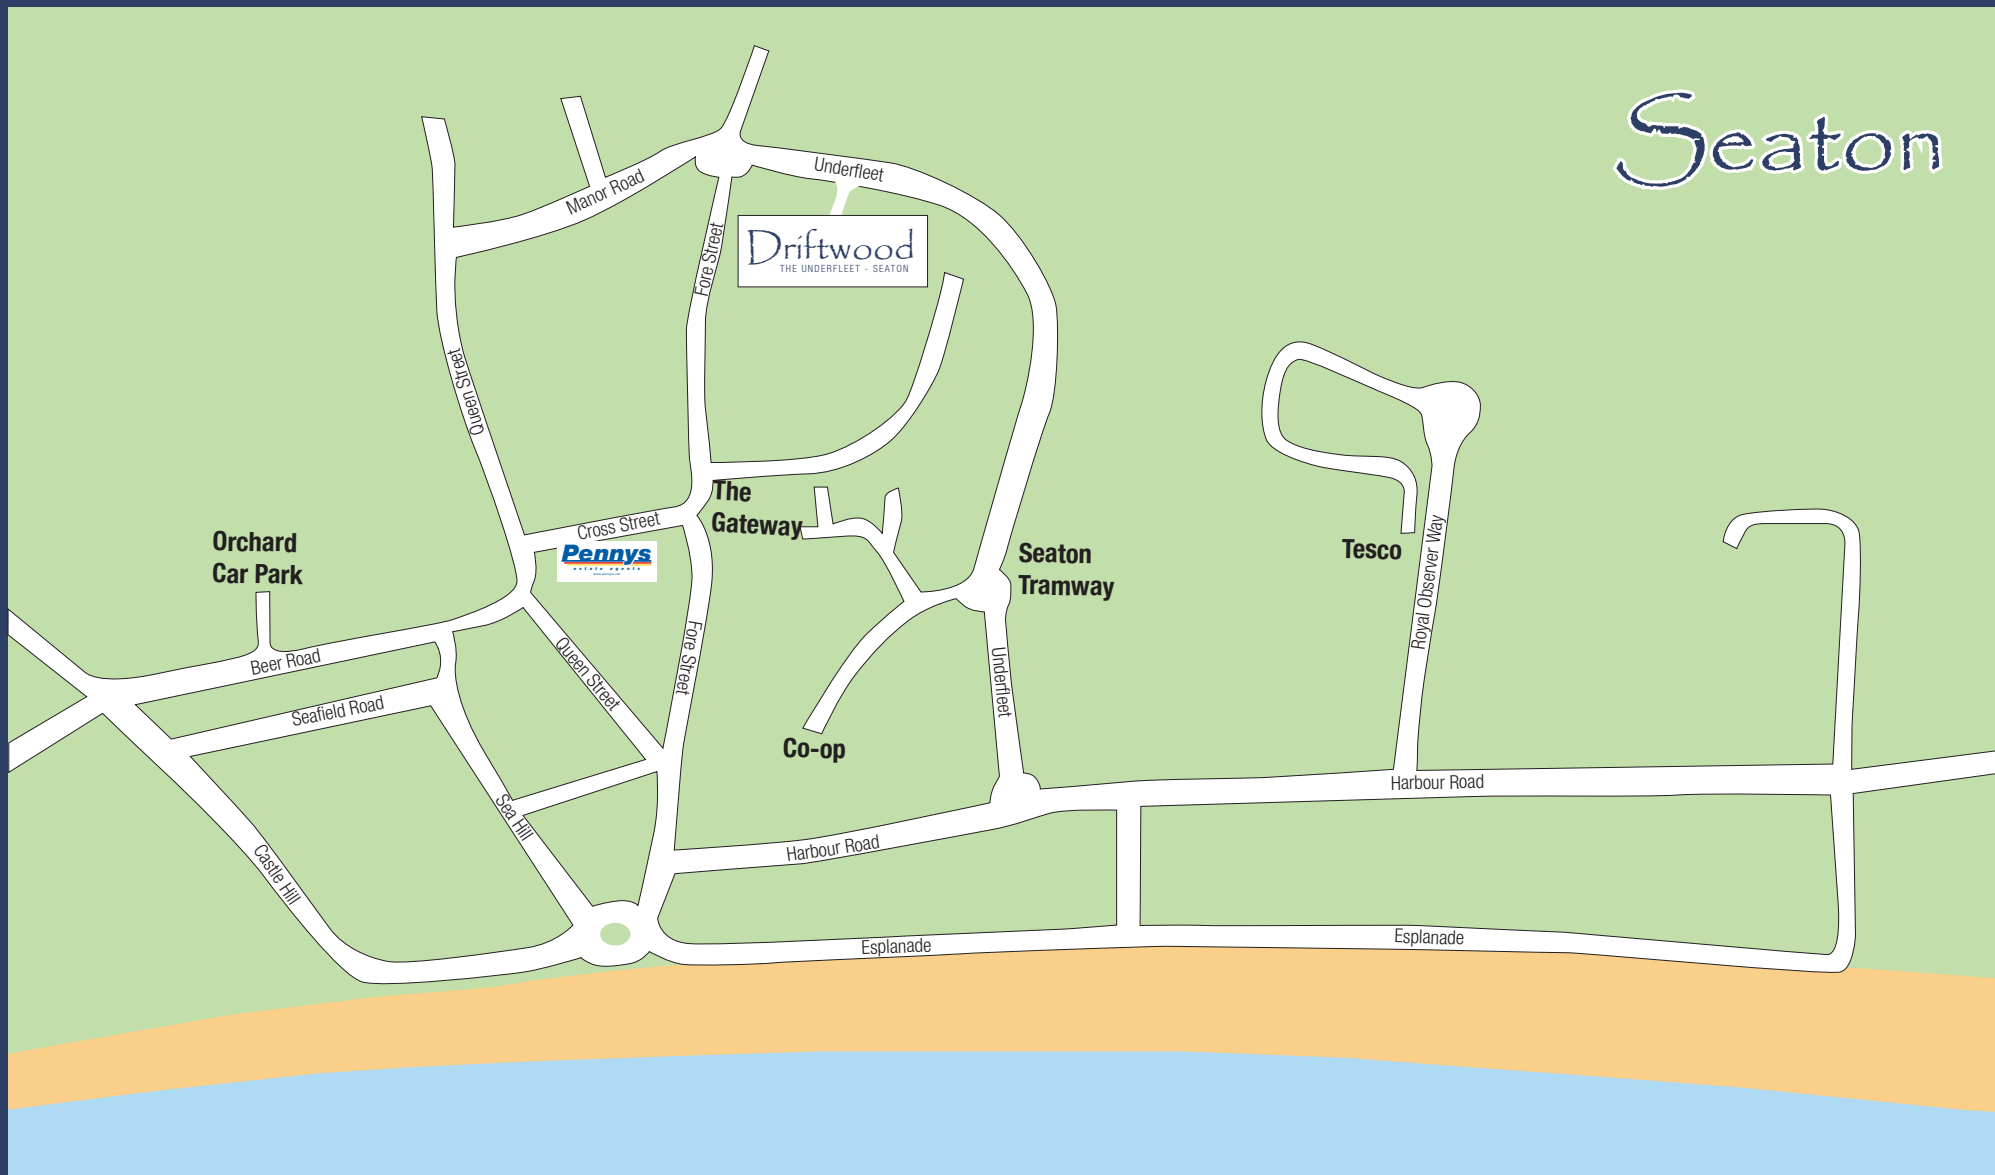 Seaton
Underfleet
Manor Road
Fore Street
Driftwood
THE UNDERFLEET - SEATON
Queen Street
The
Gateway
Cross Street
Pennys
estate agents
Orchard
Car Park
Seaton
Tramway
Tesco
Royal Observer Way
Beer Road
Queen Street
Fore Street
Underfleet
Seafield Road
Co-op
Harbour Road
Sea Hill
Harbour Road
Castle Hill
Esplanade
Esplanade